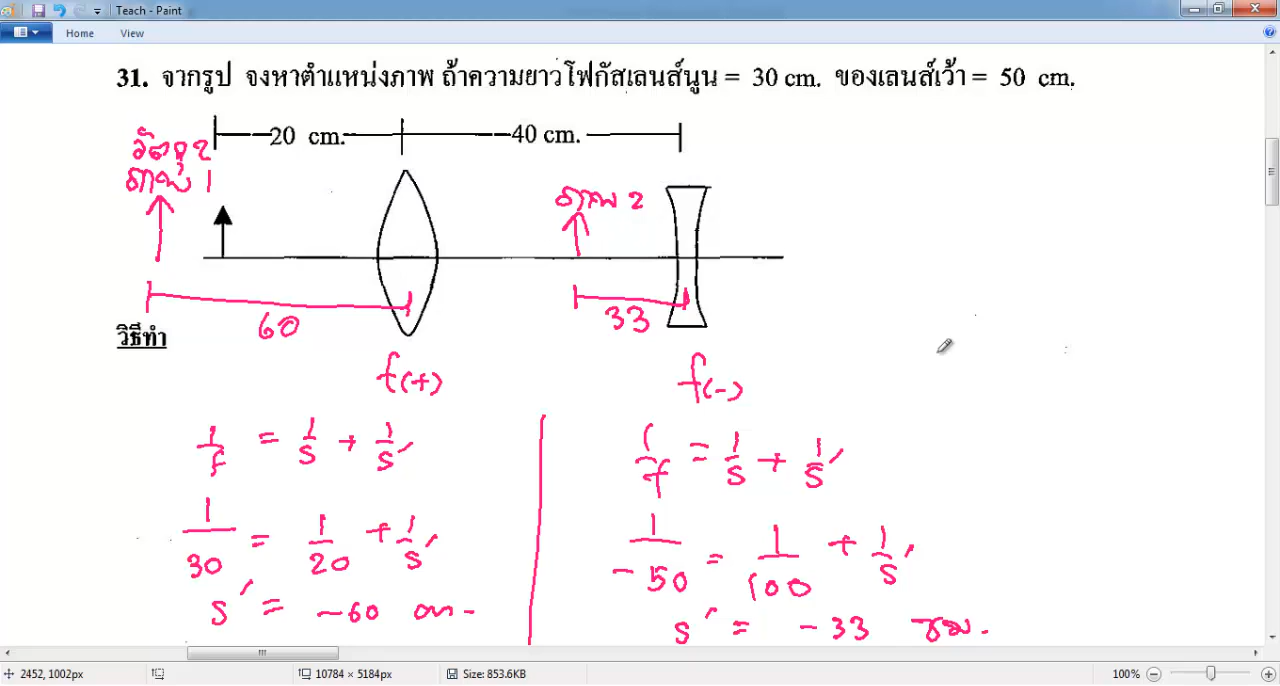 Teach - Paint
Home View
31. จากรูป จงหาตำแหน่งภาพ ถ้าความยาวโฟกัสเลนส์นูน = 30 cm. ของเลนส์เว้า = 50 cm.
20 cm. 40 cm.
วัตถุ 2
ภาพ 1
ภาพ 2
60
33
วิธีทำ
f(+)
f(-)
1/f = 1/s + 1/s′
1/f = 1/s + 1/s′
1/30 = 1/20 + 1/s′
1/-50 = 1/100 + 1/s′
s′ = -60
s′ = -33 ซม.
2452, 1002px 10784 × 5184px Size: 853.6KB 100%